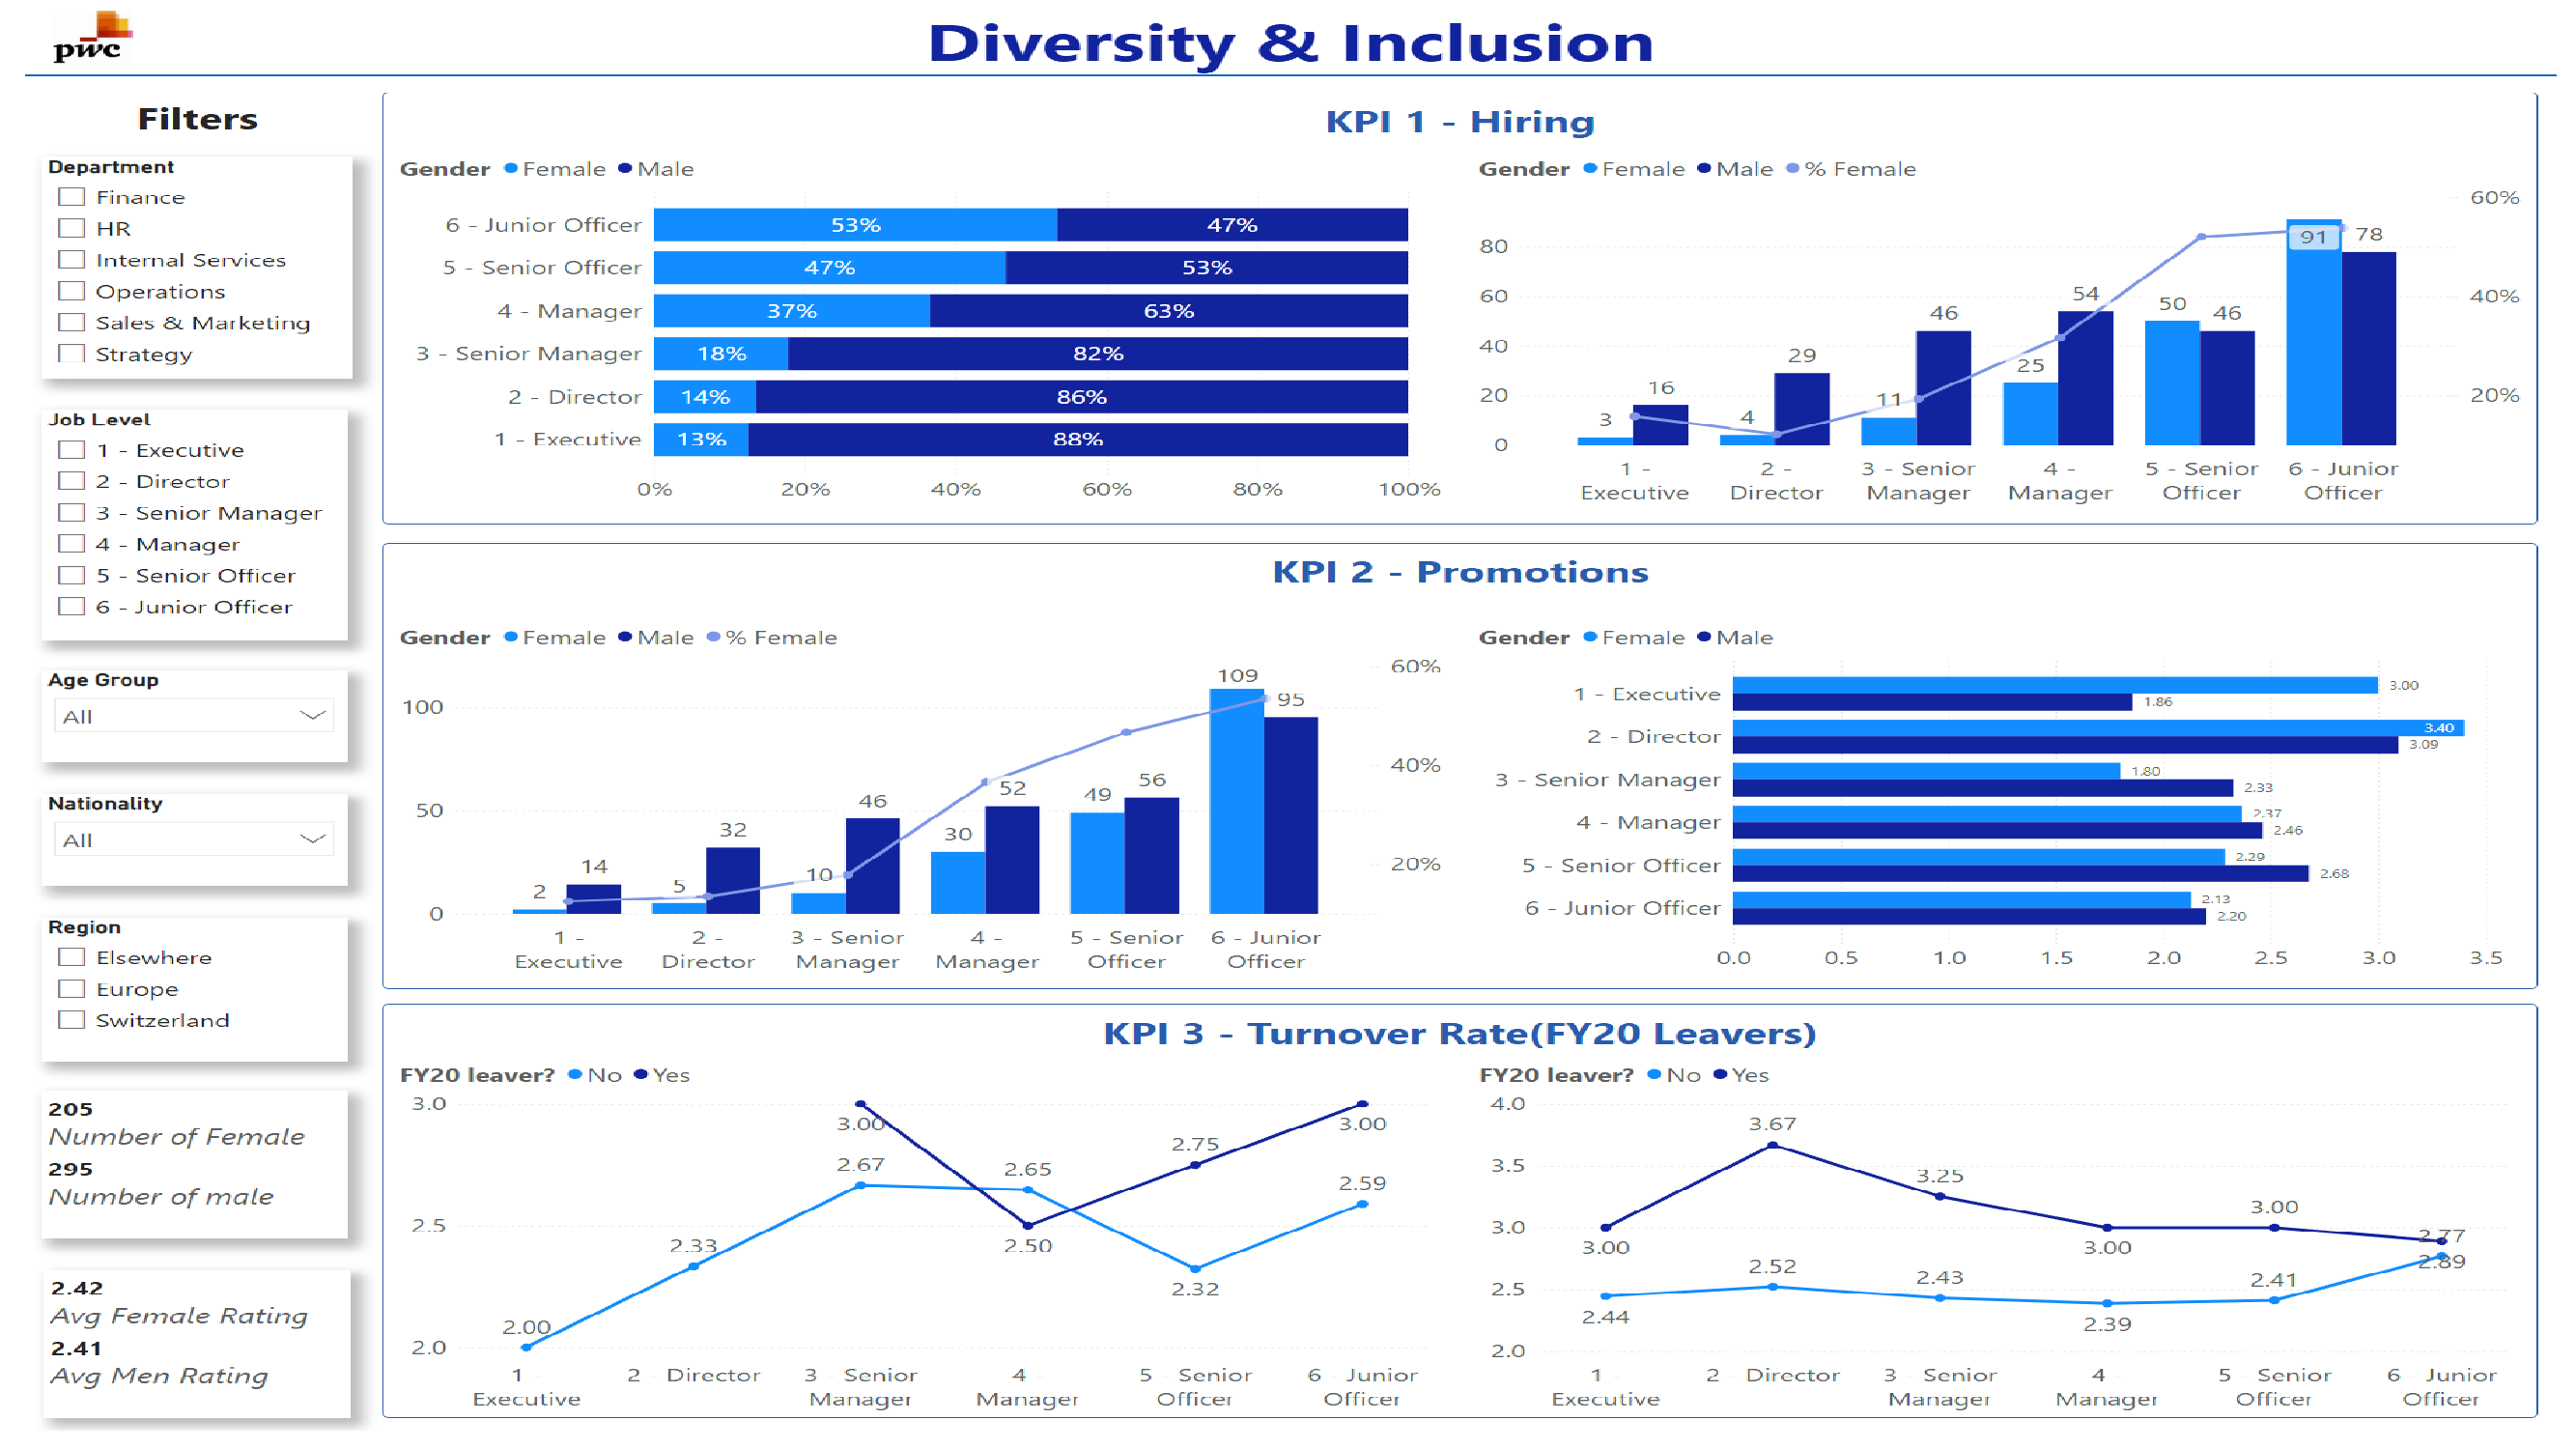 pwc
Diversity & Inclusion
Filters
Department
Finance
HR
Internal Services
Operations
Sales & Marketing
Strategy
Job Level
1 - Executive
2 - Director
3 - Senior Manager
4 - Manager
5 - Senior Officer
6 - Junior Officer
Age Group
All
Nationality
All
Region
Elsewhere
Europe
Switzerland
205
Number of Female
295
Number of male
2.42
Avg Female Rating
2.41
Avg Men Rating
KPI 1 - Hiring
Gender Female Male
6 - Junior Officer 53% 47%
5 - Senior Officer 47% 53%
4 - Manager 37% 63%
3 - Senior Manager 18% 82%
2 - Director 14% 86%
1 - Executive 13% 88%
0% 20% 40% 60% 80% 100%
Gender Female Male % Female
60%
80 91 78
60 54 40%
46 50 46
40 29 25
20 16 11 20%
3 4
0
1 - 2 - 3 - Senior 4 - 5 - Senior 6 - Junior
Executive Director Manager Manager Officer Officer
KPI 2 - Promotions
Gender Female Male % Female
60%
109
100 95
40%
52 56
50 46 49
32 30
20%
14 10
2 5
0
1 - 2 - 3 - Senior 4 - 5 - Senior 6 - Junior
Executive Director Manager Manager Officer Officer
Gender Female Male
1 - Executive 3.00
1.86
2 - Director 3.40
3.09
3 - Senior Manager 1.80
2.33
4 - Manager 2.37
2.46
5 - Senior Officer 2.29
2.68
6 - Junior Officer 2.13
2.20
0.0 0.5 1.0 1.5 2.0 2.5 3.0 3.5
KPI 3 - Turnover Rate(FY20 Leavers)
FY20 leaver? No Yes
3.0
3.00 3.00
2.75
2.67 2.65
2.59
2.5
2.33 2.50
2.32
2.00
2.0
1 - 2 - Director 3 - Senior 4 - 5 - Senior 6 - Junior
Executive Manager Manager Officer Officer
FY20 leaver? No Yes
4.0
3.67
3.5
3.25
3.00
3.0
2.77
3.00 3.00
2.89
2.52
2.43 2.41
2.5
2.44 2.39
2.0
1 - 2 - Director 3 - Senior 4 - 5 - Senior 6 - Junior
Executive Manager Manager Officer Officer